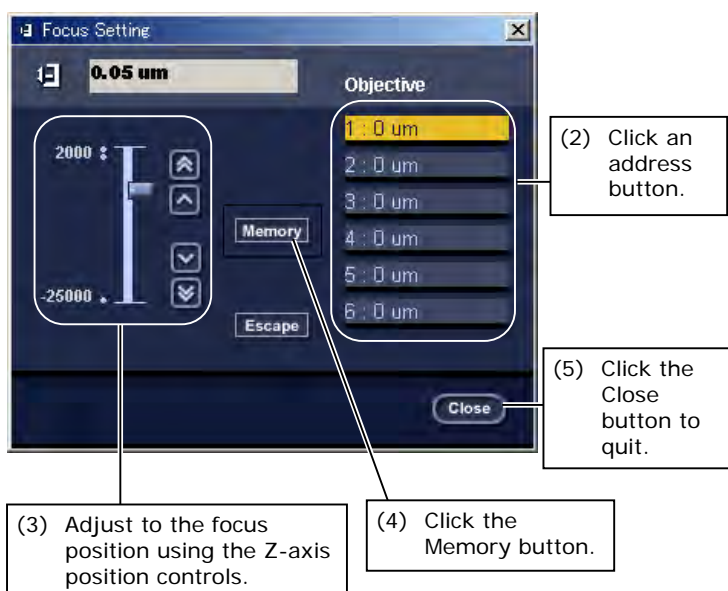 Focus Setting
0.05 um
Objective
1 : 0 um
2 : 0 um
3 : 0 um
4 : 0 um
5 : 0 um
6 : 0 um
2000
-25000
Memory
Escape
Close
(2) Click an
address
button.
(5) Click the
Close
button to
quit.
(3) Adjust to the focus
position using the Z-axis
position controls.
(4) Click the
Memory button.